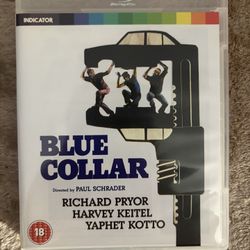 INDICATOR
BLUE
COLLAR
Directed by PAUL SCHRADER
RICHARD PRYOR
HARVEY KEITEL
YAPHET KOTTO
18